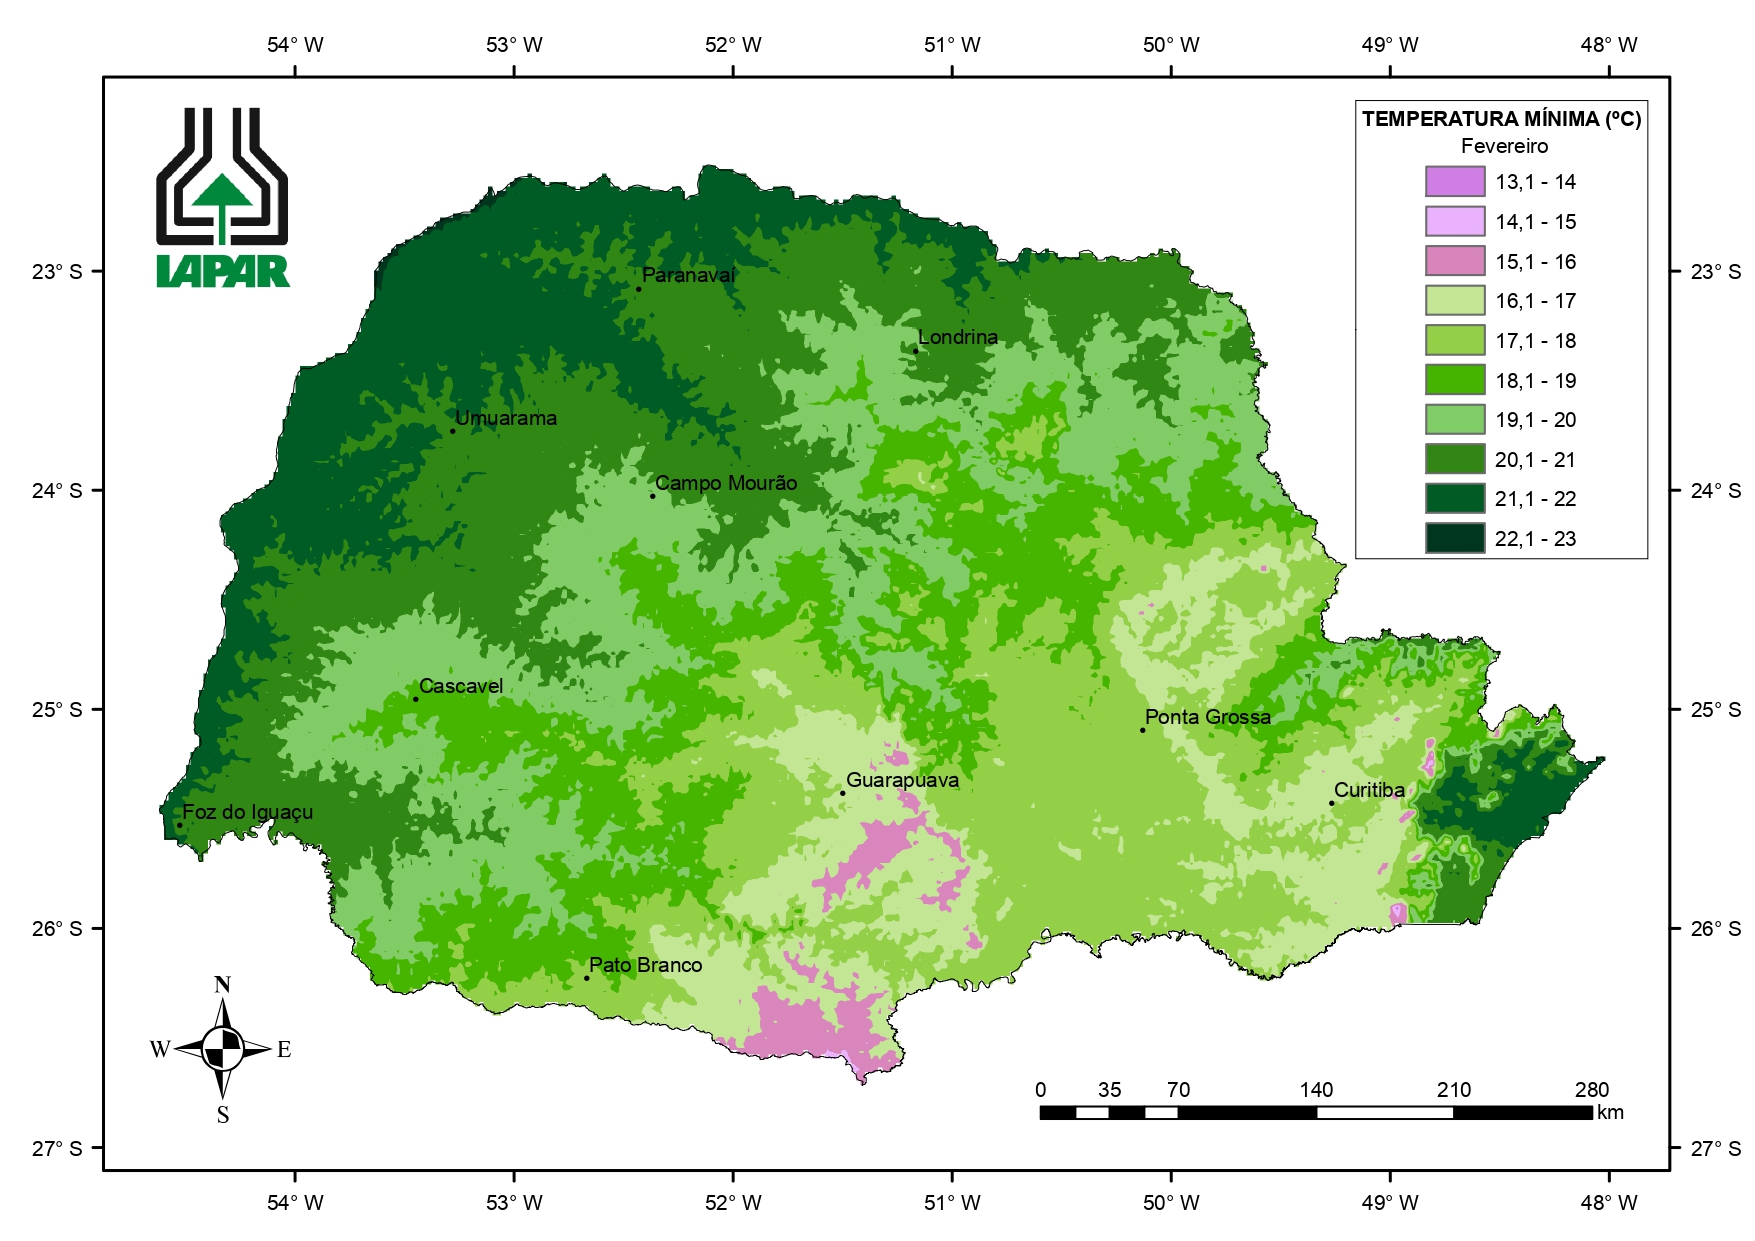 54° W 53° W 52° W 51° W 50° W 49° W 48° W
IAPAR
TEMPERATURA MÍNIMA (ºC)
Fevereiro
13,1 - 14
14,1 - 15
15,1 - 16
16,1 - 17
17,1 - 18
18,1 - 19
19,1 - 20
20,1 - 21
21,1 - 22
22,1 - 23
23° S 23° S
Paranavaí
Londrina
Umuarama
Campo Mourão
24° S 24° S
Cascavel
25° S 25° S
Ponta Grossa
Guarapuava
Curitiba
Foz do Iguaçu
26° S 26° S
Pato Branco
N
W E
S
0 35 70 140 210 280
km
27° S 27° S
54° W 53° W 52° W 51° W 50° W 49° W 48° W